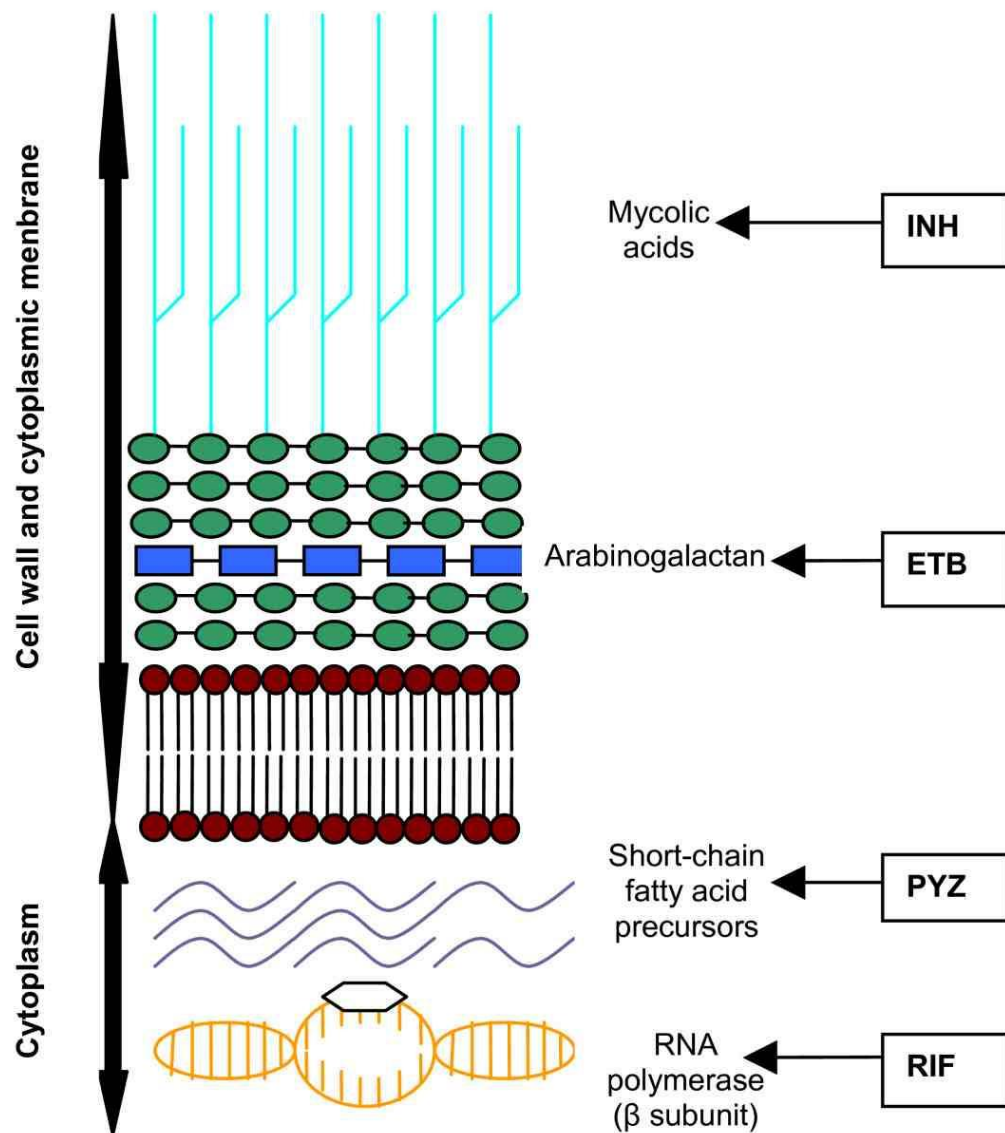 Cell wall and cytoplasmic menbrane
Mycolic
acids
INH
Arabinogalactan
ETB
Cytoplasm
Short-chain
fatty acid
precursors
PYZ
RNA
polymerase
(β subunit)
RIF